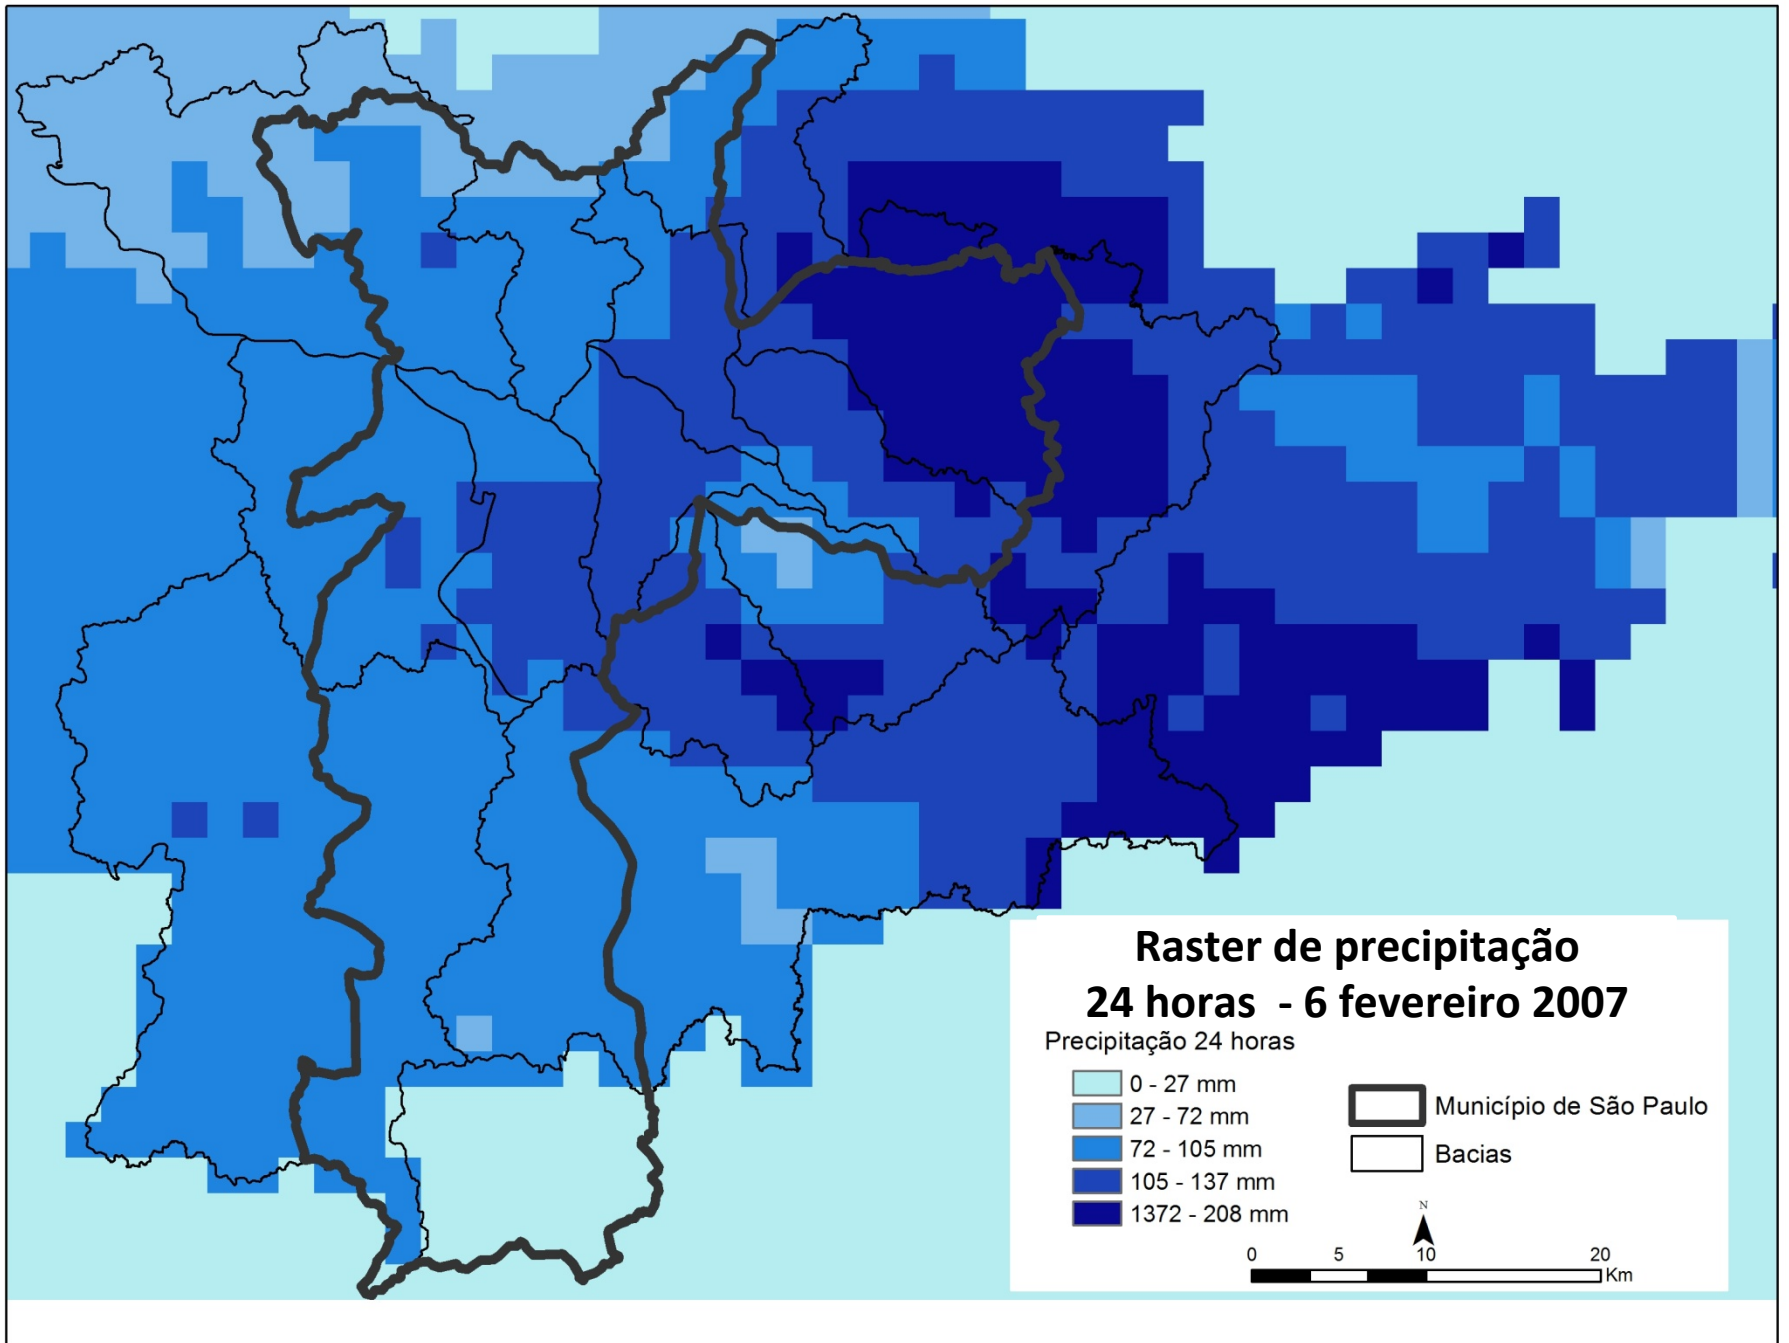 Raster de precipitação
24 horas - 6 fevereiro 2007
Precipitação 24 horas
0 - 27 mm
27 - 72 mm
72 - 105 mm
105 - 137 mm
1372 - 208 mm
Município de São Paulo
Bacias
N
0 5 10 20
Km